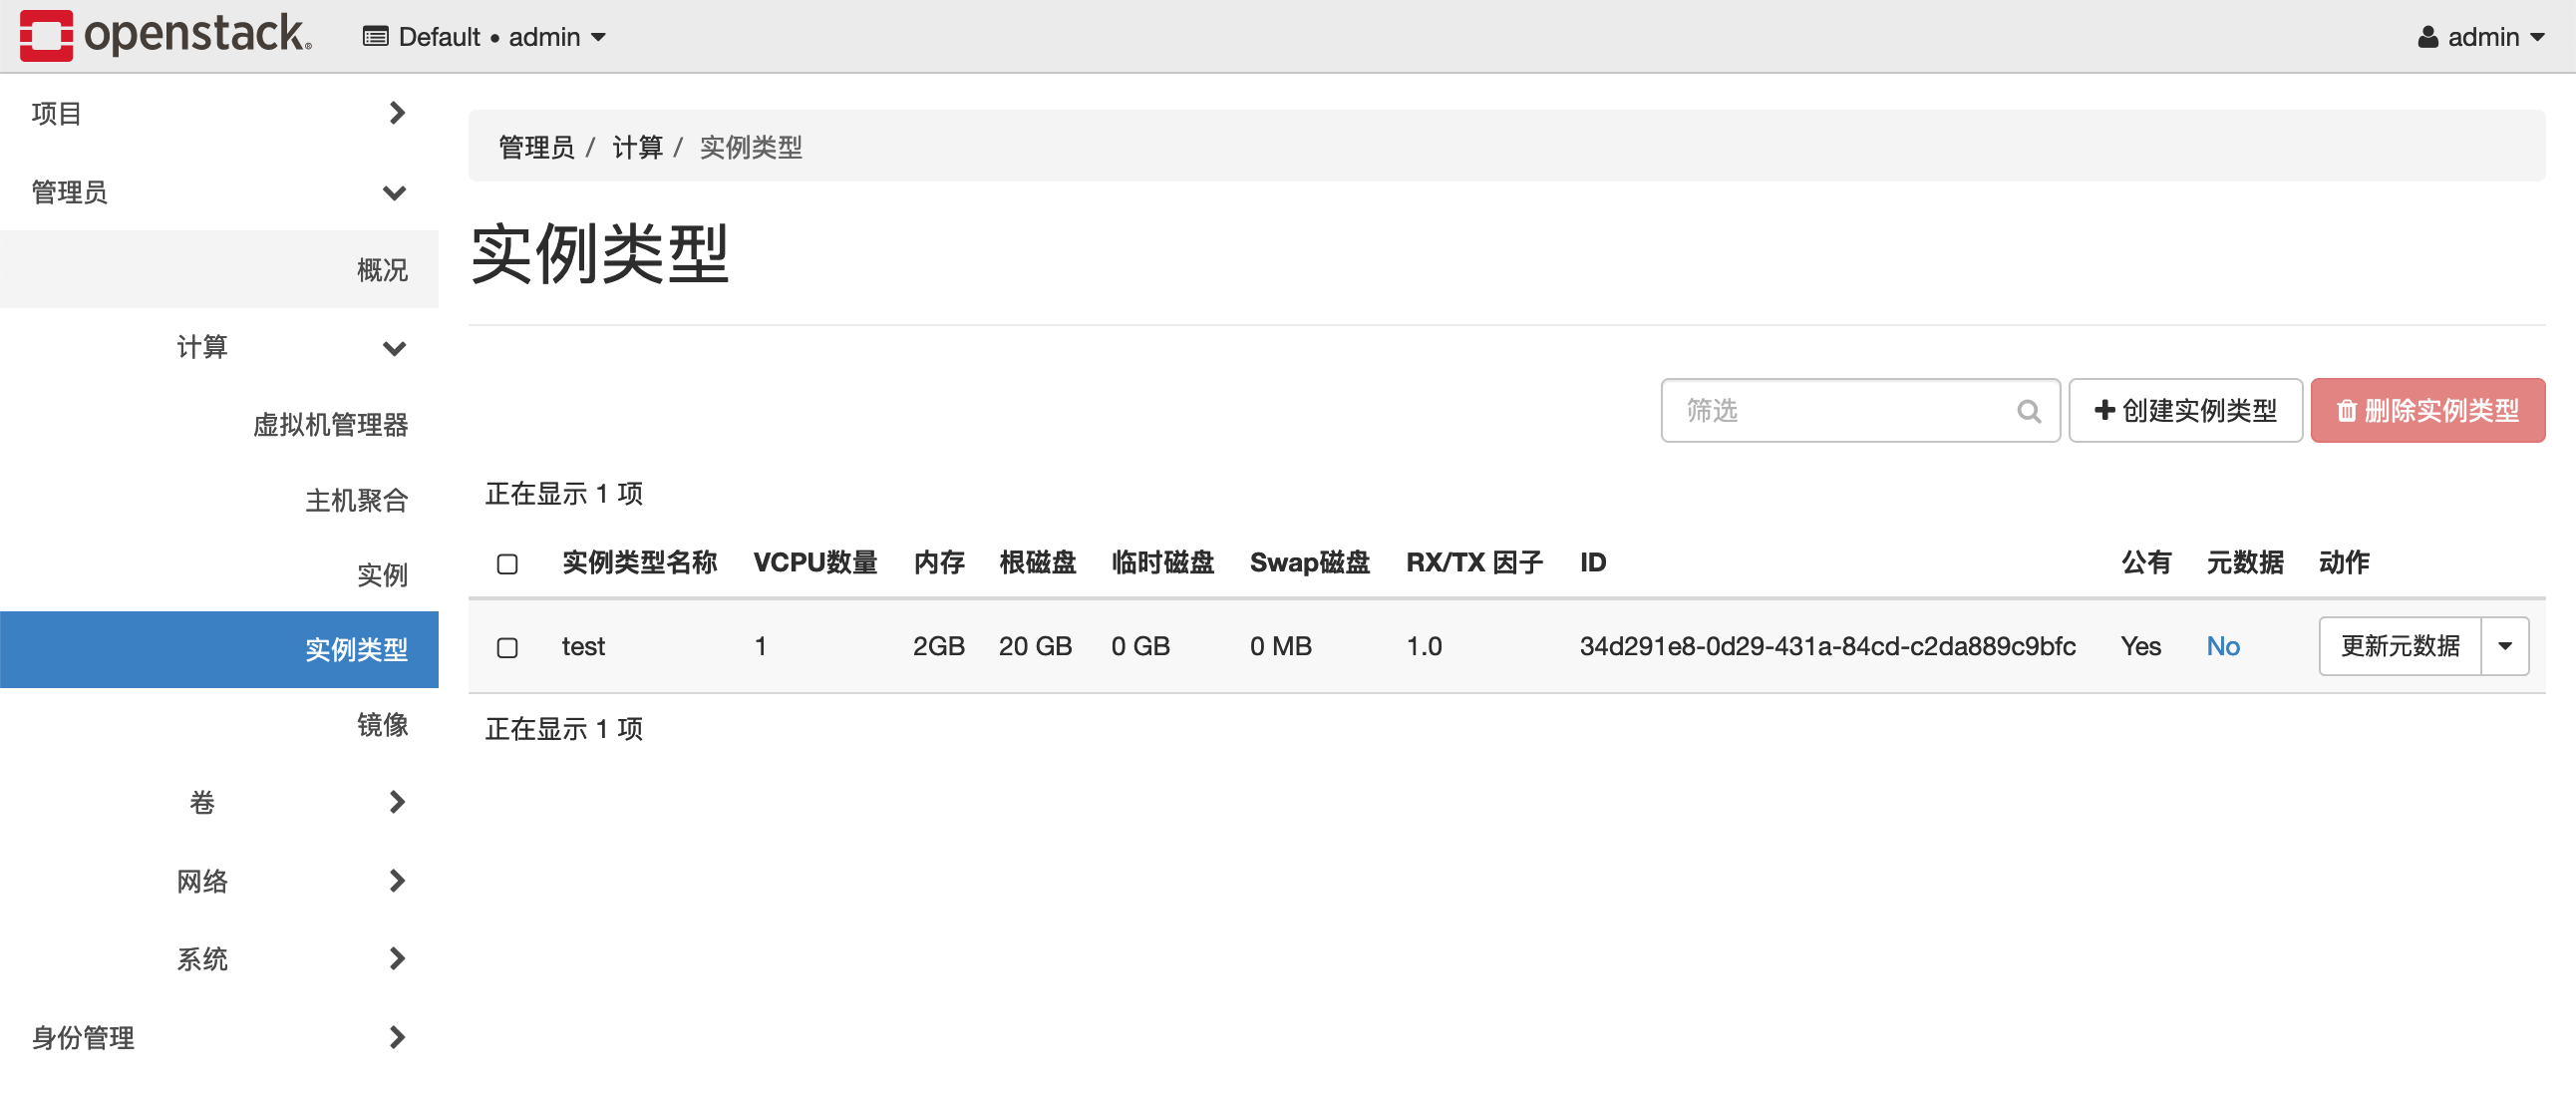 openstack.
Default • admin
admin
项目
管理员
概况
计算
虚拟机管理器
主机聚合
实例
实例类型
镜像
卷
网络
系统
身份管理
管理员 / 计算 / 实例类型
实例类型
筛选
创建实例类型
删除实例类型
正在显示 1 项
实例类型名称 VCPU数量 内存 根磁盘 临时磁盘 Swap磁盘 RX/TX 因子 ID 公有 元数据 动作
test 1 2GB 20 GB 0 GB 0 MB 1.0 34d291e8-0d29-431a-84cd-c2da889c9bfc Yes No 更新元数据
正在显示 1 项